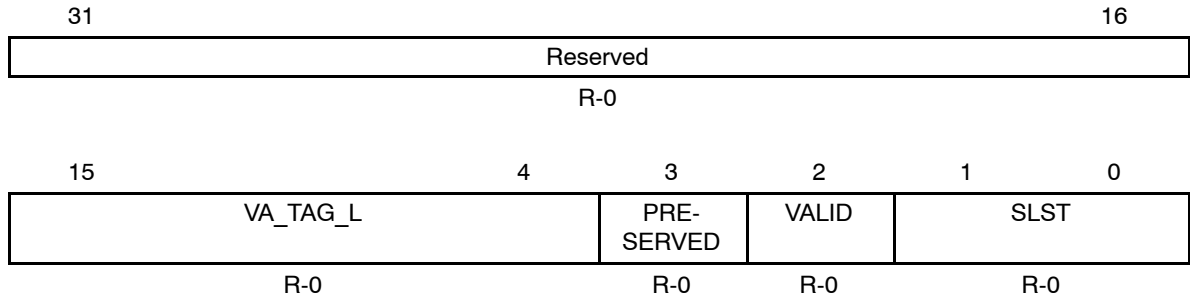 31 16
Reserved
R-0
15 4 3 2 1 0
VA_TAG_L PRE- VALID SLST
SERVED
R-0 R-0 R-0 R-0